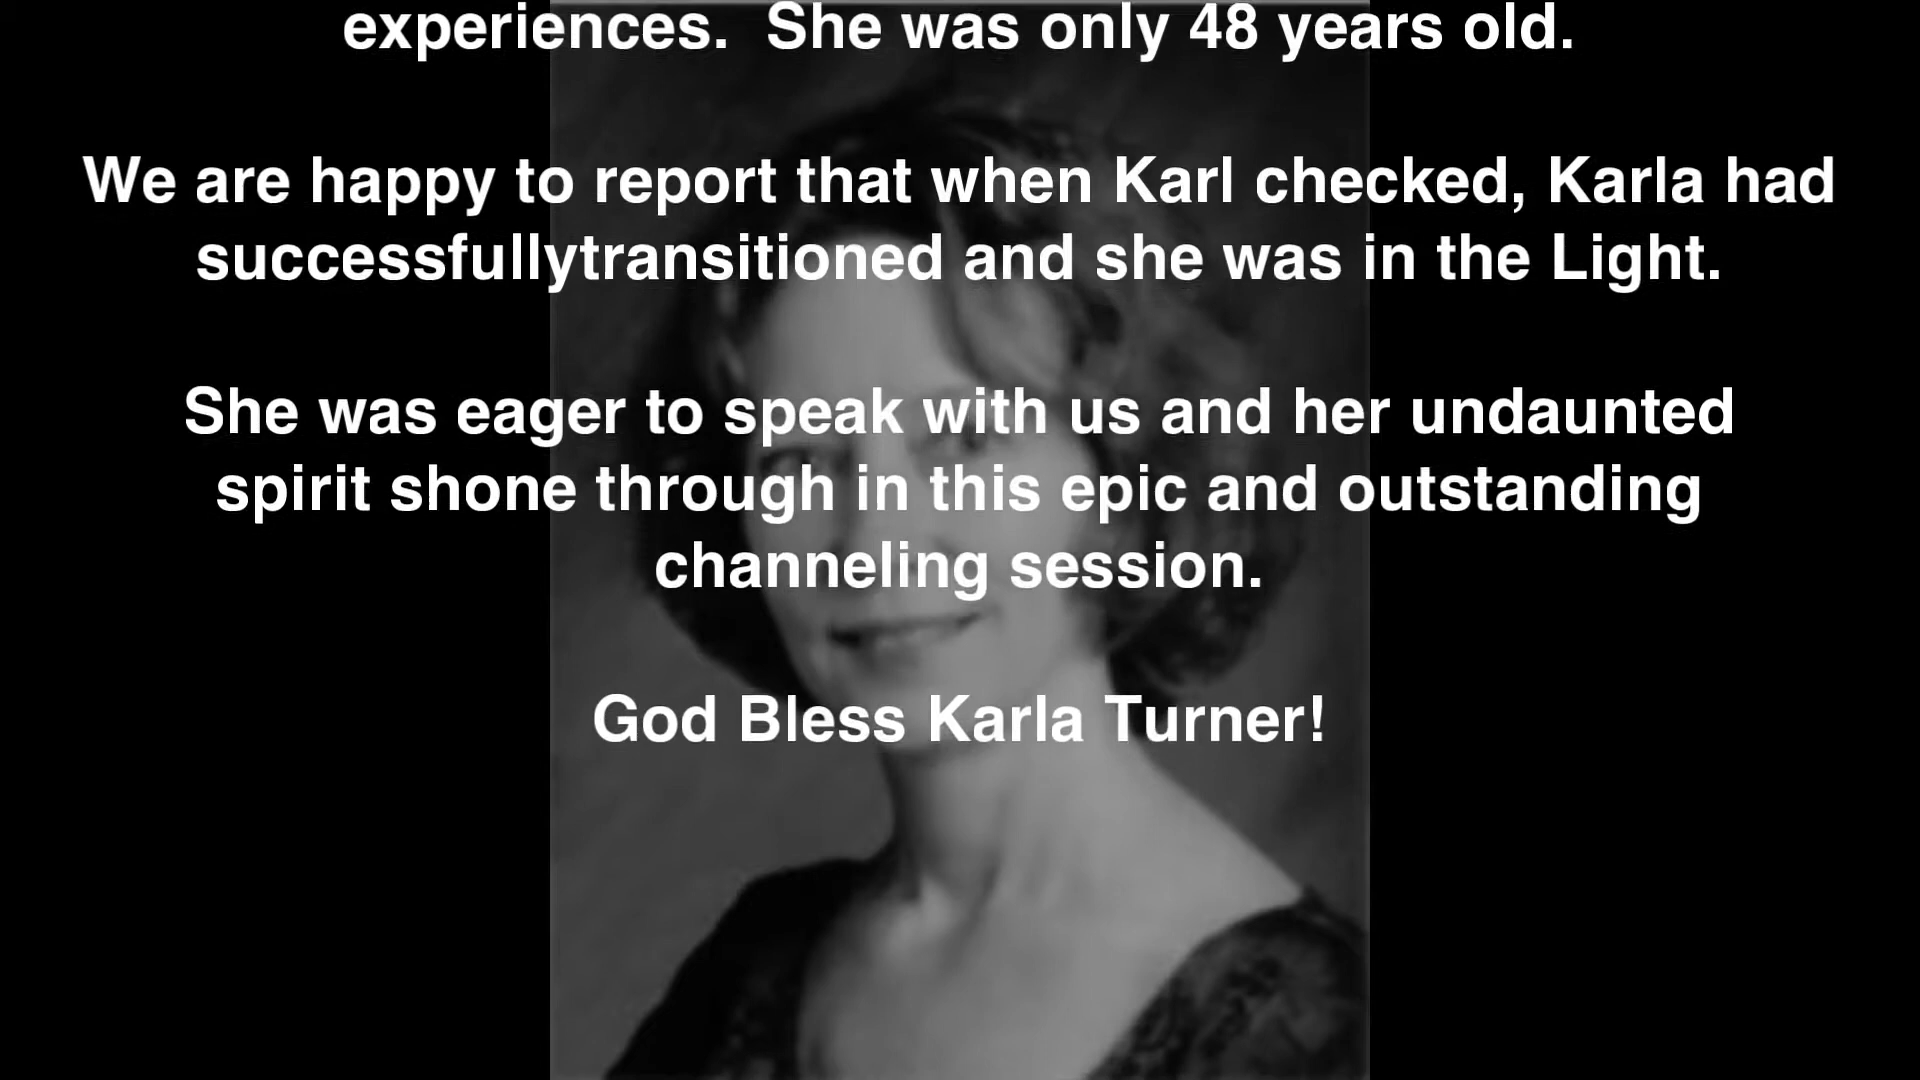 experiences.  She was only 48 years old.
We are happy to report that when Karl checked, Karla had
successfullytransitioned and she was in the Light.
She was eager to speak with us and her undaunted
spirit shone through in this epic and outstanding
channeling session.
God Bless Karla Turner!